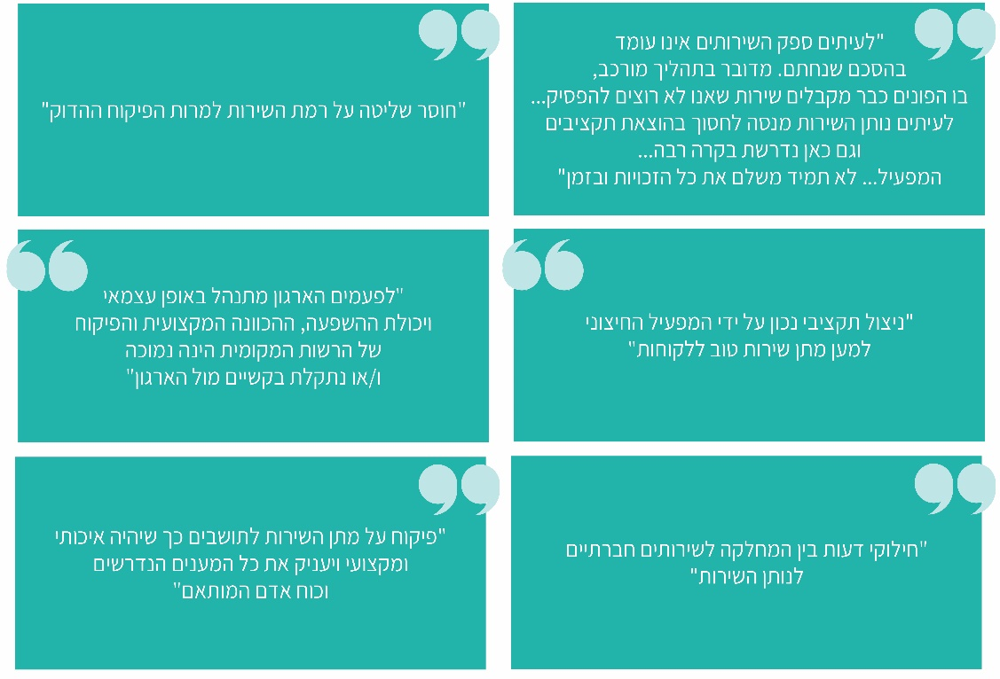 "לעיתים ספק השירותים אינו עומד
בהסכם שנחתם. מדובר בתהליך מורכב,
בו הפונים כבר מקבלים שירות שאנו לא רוצים להפסיק...
לעיתים נותן השירות מנסה לחסוך בהוצאת תקציבים
וגם כאן נדרשת בקרה רבה...
המפעיל... לא תמיד משלם את כל הזכויות ובזמן"
"חוסר שליטה על רמת השירות למרות הפיקוח ההדוק"
"ניצול תקציבי נכון על ידי המפעיל החיצוני
למען מתן שירות טוב ללקוחות"
"לפעמים הארגון מתנהל באופן עצמאי
ויכולת ההשפעה, ההכוונה המקצועית והפיקוח
של הרשות המקומית הינה נמוכה
ו/או נתקלת בקשיים מול הארגון"
"חילוקי דעות בין המחלקה לשירותים חברתיים
לנותן השירות"
"פיקוח על מתן השירות לתושבים כך שיהיה איכותי
ומקצועי ויעניק את כל המענים הנדרשים
וכוח אדם המותאם"